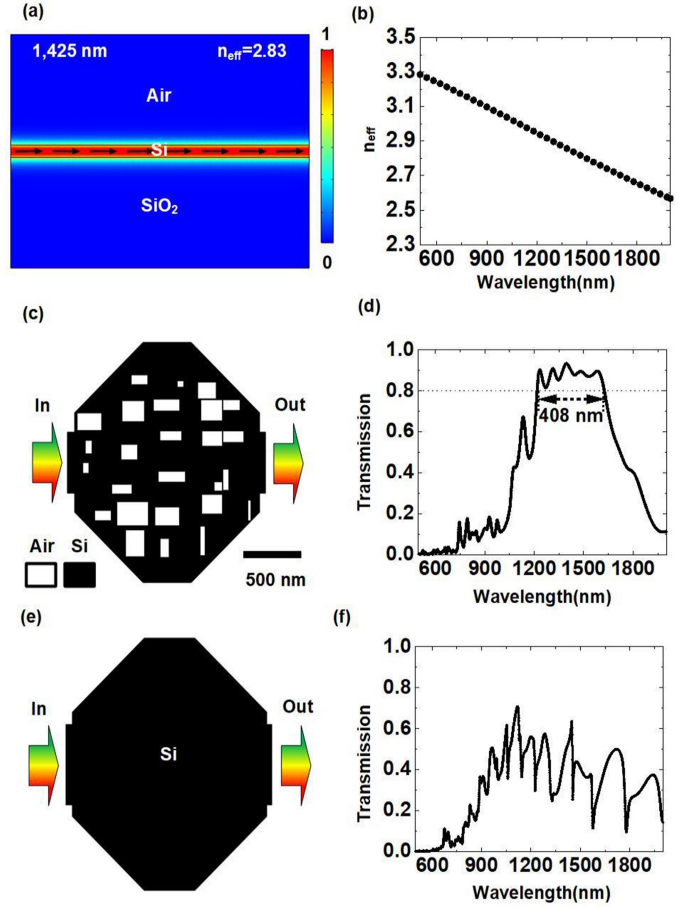 (a)
1,425 nm
neff=2.83
1
Air
Si
SiO2
0
(b)
3.5
3.3
3.1
2.9
2.7
2.5
2.3
neff
600 900 1200 1500 1800
Wavelength(nm)
(c)
In
Out
Air Si
500 nm
(d)
1.0
0.8
0.6
0.4
0.2
0.0
Transmission
408 nm
600 900 1200 1500 1800
Wavelength(nm)
(e)
In
Out
Si
(f)
1.0
0.8
0.6
0.4
0.2
0.0
Transmission
600 900 1200 1500 1800
Wavelength(nm)